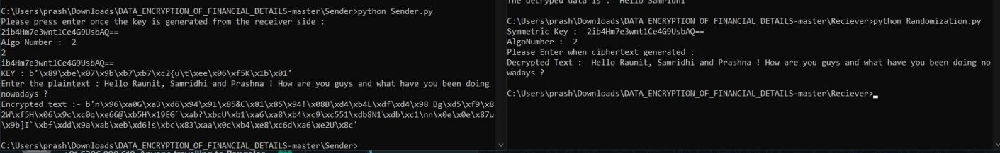 C:\Users\prash\Downloads\DATA_ENCRYPTION_OF_FINANCIAL_DETAILS-master\Sender>python Sender.py
Please press enter once the key is generated from the receiver side :
2ib4Hm7e3wnt1Ce4G9UsbAQ==
Algo Number :  2
2
ib4Hm7e3wnt1Ce4G9UsbAQ==
KEY : b'\x89\xbe\x07\x9b\xb7\xb7\xc2{u\t\xee\x06\xf5K\x1b\x01'
Enter the plaintext : Hello Raunit, Samridhi and Prashna ! How are you guys and what have you been doing
nowadays ?
Encrypted text :- b'n\x96\xa0G\xa3\xd6\x94\x91\x85&C\x81\x85\x94!\x08B\xd4\xb4L\xdf\xd4\x98 Bg\xd5\xf9\x8
2W\xf5H\x06\x9c\xc0q\xe66@\xb5H\x19EG`\xab?\xbcU\xb1\xa6\xa8\xb4\xc9\xc551\xdb8N1\xdb\xc1\nn\x0e\x0e\x87u
\x9b]I`\xbf\xdd\x9a\xab\xeb\xd6!s\xbc\x83\xaa\x0c\xb4\xe8\xc6d\xa6\xe2U\x8c'
C:\Users\prash\Downloads\DATA_ENCRYPTION_OF_FINANCIAL_DETAILS-master\Sender>
The decryped data is :  Hello Samridhi
C:\Users\prash\Downloads\DATA_ENCRYPTION_OF_FINANCIAL_DETAILS-master\Reciever>python Randomization.py
Symmetric Key :  2ib4Hm7e3wnt1Ce4G9UsbAQ==
AlgoNumber :  2
Please Enter when ciphertext generated :
Decrypted Text :  Hello Raunit, Samridhi and Prashna ! How are you guys and what have you been doing no
wadays ?
C:\Users\prash\Downloads\DATA_ENCRYPTION_OF_FINANCIAL_DETAILS-master\Reciever>